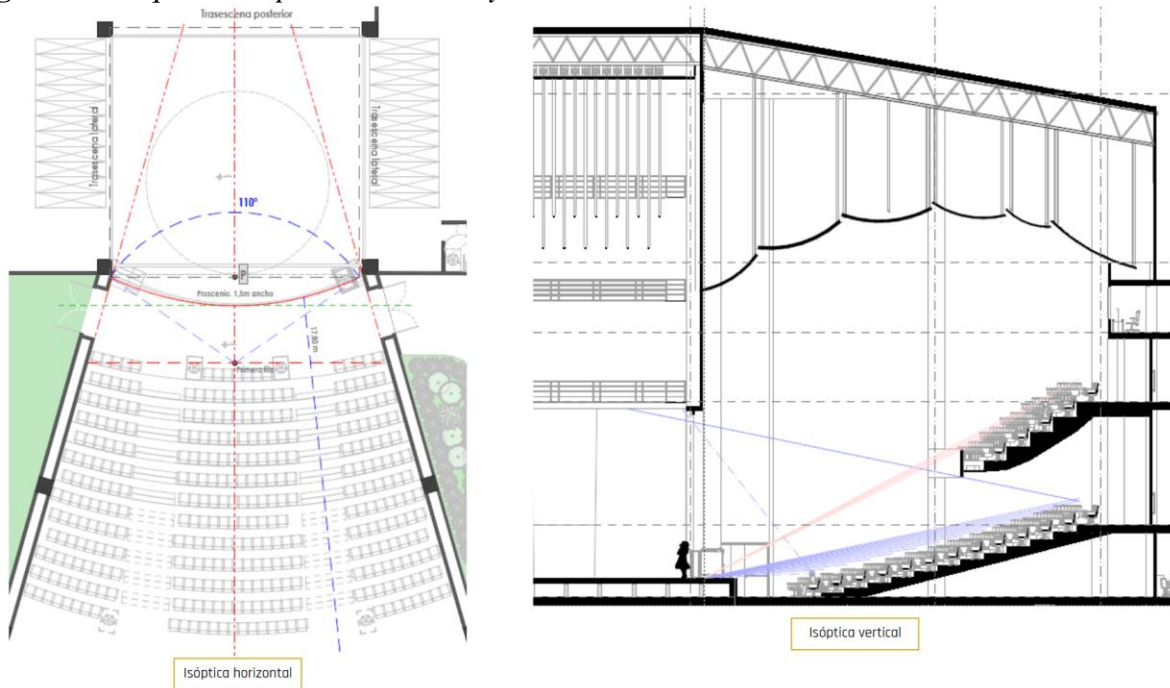 Trasescena posterior
Trasescena lateral
Trasescena lateral
110°
P
Proscenio. 1,5m ancho
17.80 m
Primera fila
Isóptica horizontal
Isóptica vertical